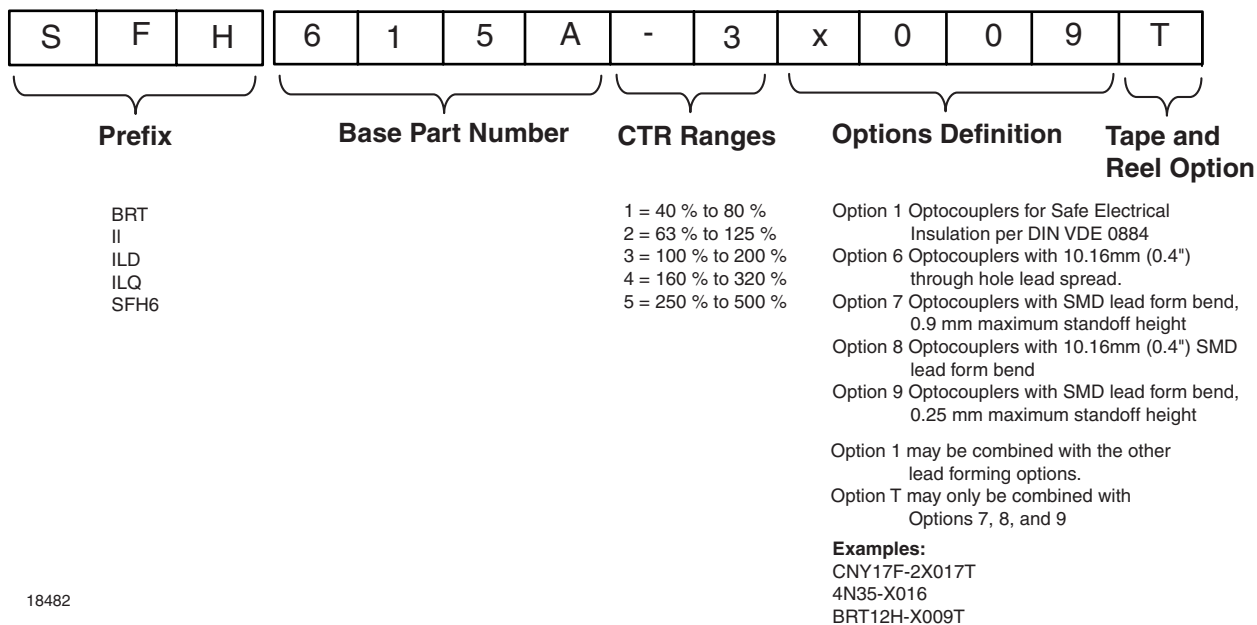 S F H 6 1 5 A - 3 x 0 0 9 T
Prefix
Base Part Number
CTR Ranges
Options Definition
Tape and
Reel Option
BRT
II
ILD
ILQ
SFH6
1 = 40 % to 80 %
2 = 63 % to 125 %
3 = 100 % to 200 %
4 = 160 % to 320 %
5 = 250 % to 500 %
Option 1 Optocouplers for Safe Electrical
Insulation per DIN VDE 0884
Option 6 Optocouplers with 10.16mm (0.4")
through hole lead spread.
Option 7 Optocouplers with SMD lead form bend,
0.9 mm maximum standoff height
Option 8 Optocouplers with 10.16mm (0.4") SMD
lead form bend
Option 9 Optocouplers with SMD lead form bend,
0.25 mm maximum standoff height
Option 1 may be combined with the other
lead forming options.
Option T may only be combined with
Options 7, 8, and 9
Examples:
CNY17F-2X017T
4N35-X016
BRT12H-X009T
18482